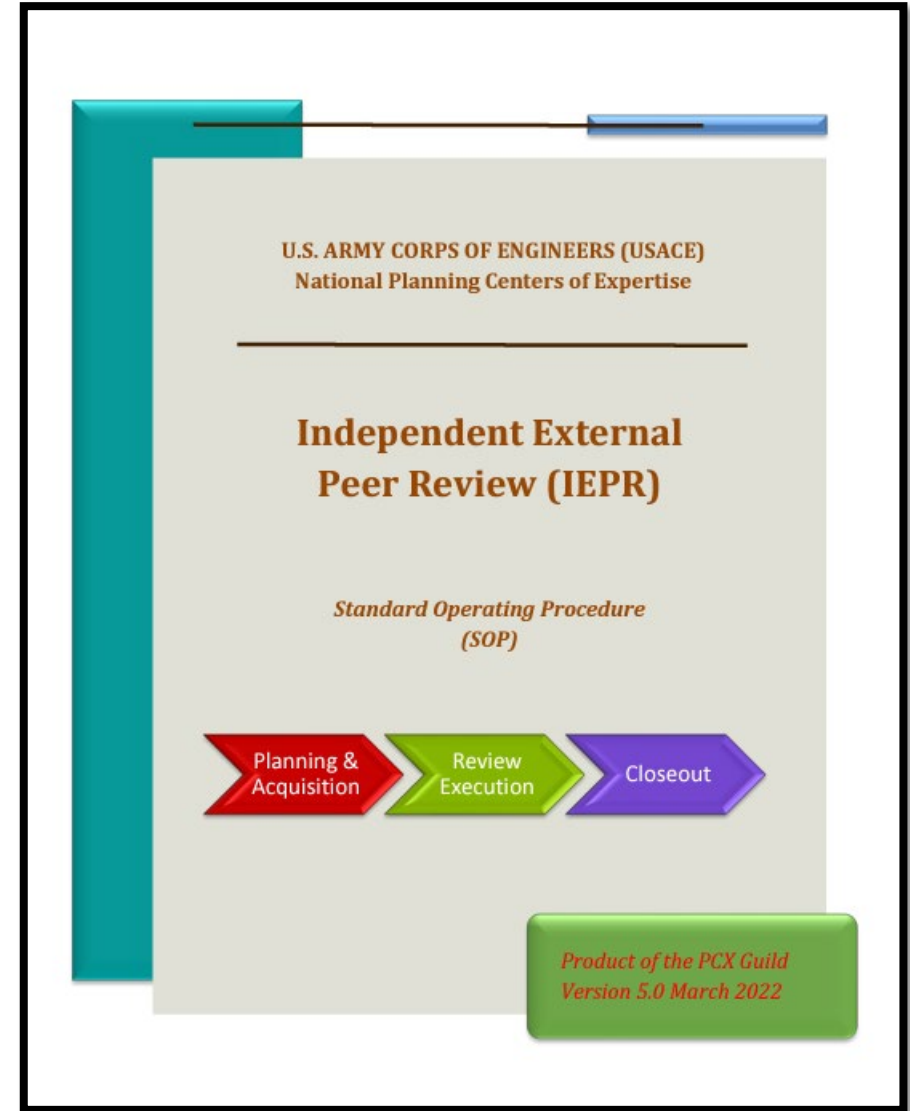 U.S. ARMY CORPS OF ENGINEERS (USACE)
National Planning Centers of Expertise
Independent External
Peer Review (IEPR)
Standard Operating Procedure
(SOP)
Planning &
Acquisition
Review
Execution
Closeout
Product of the PCX Guild
Version 5.0 March 2022